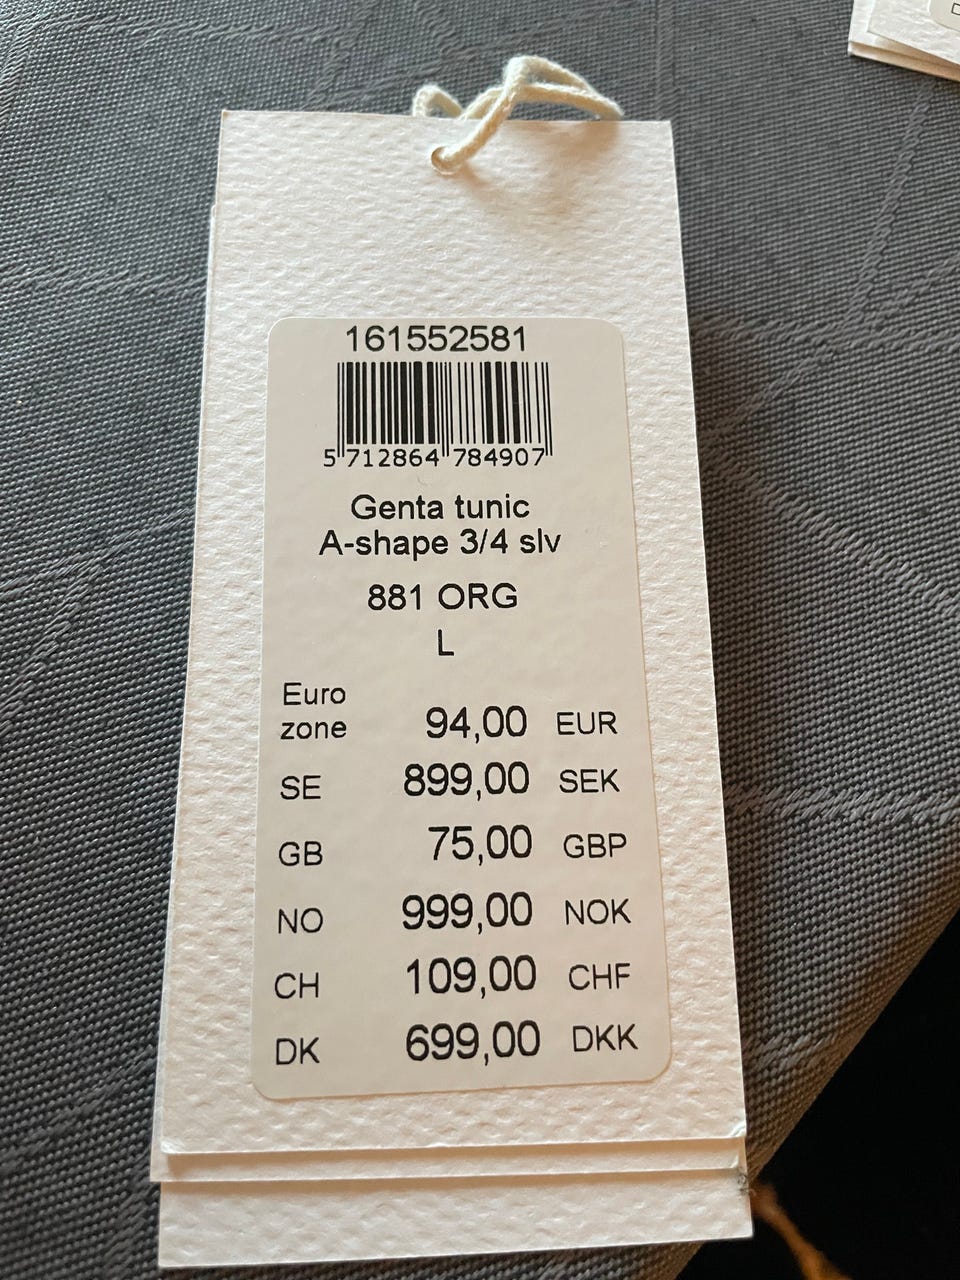 161552581
5 712864 784907
Genta tunic
A-shape 3/4 slv
881 ORG
L
Euro
zone 94,00 EUR
SE 899,00 SEK
GB 75,00 GBP
NO 999,00 NOK
CH 109,00 CHF
DK 699,00 DKK